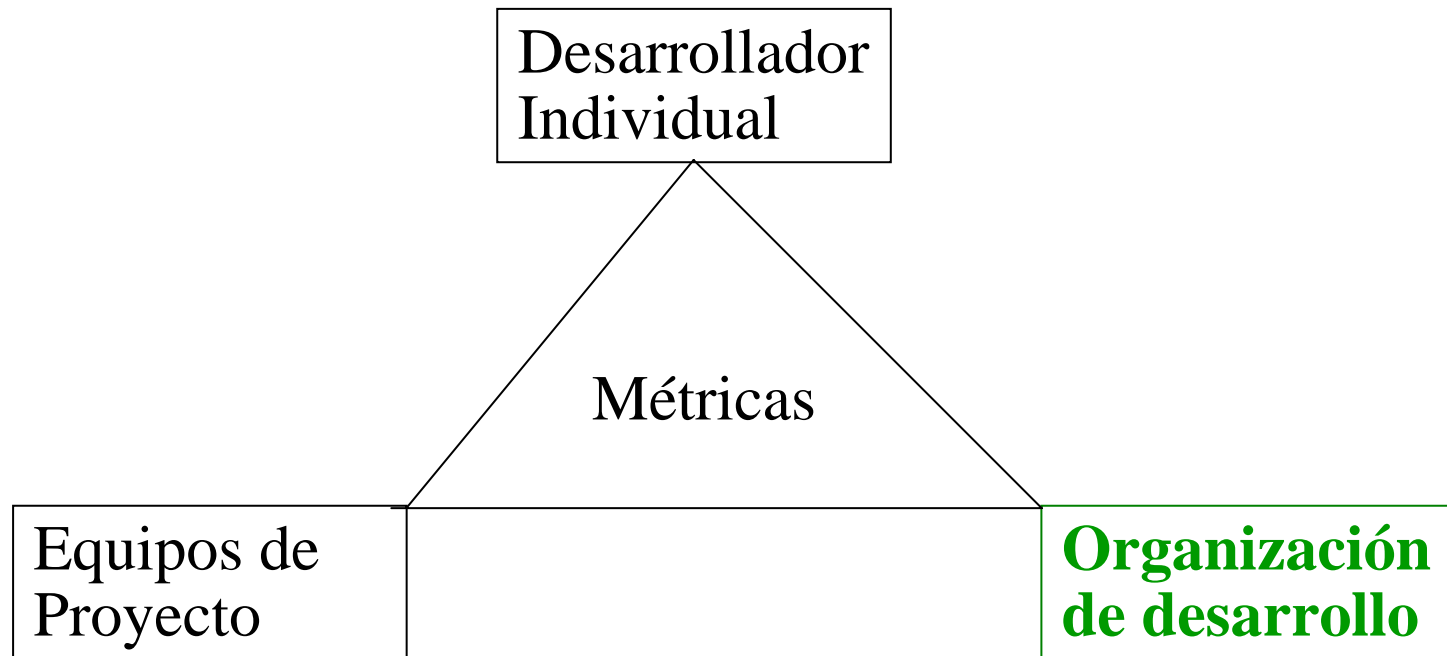 Desarrollador
Individual
Métricas
Equipos de
Proyecto
Organización
de desarrollo